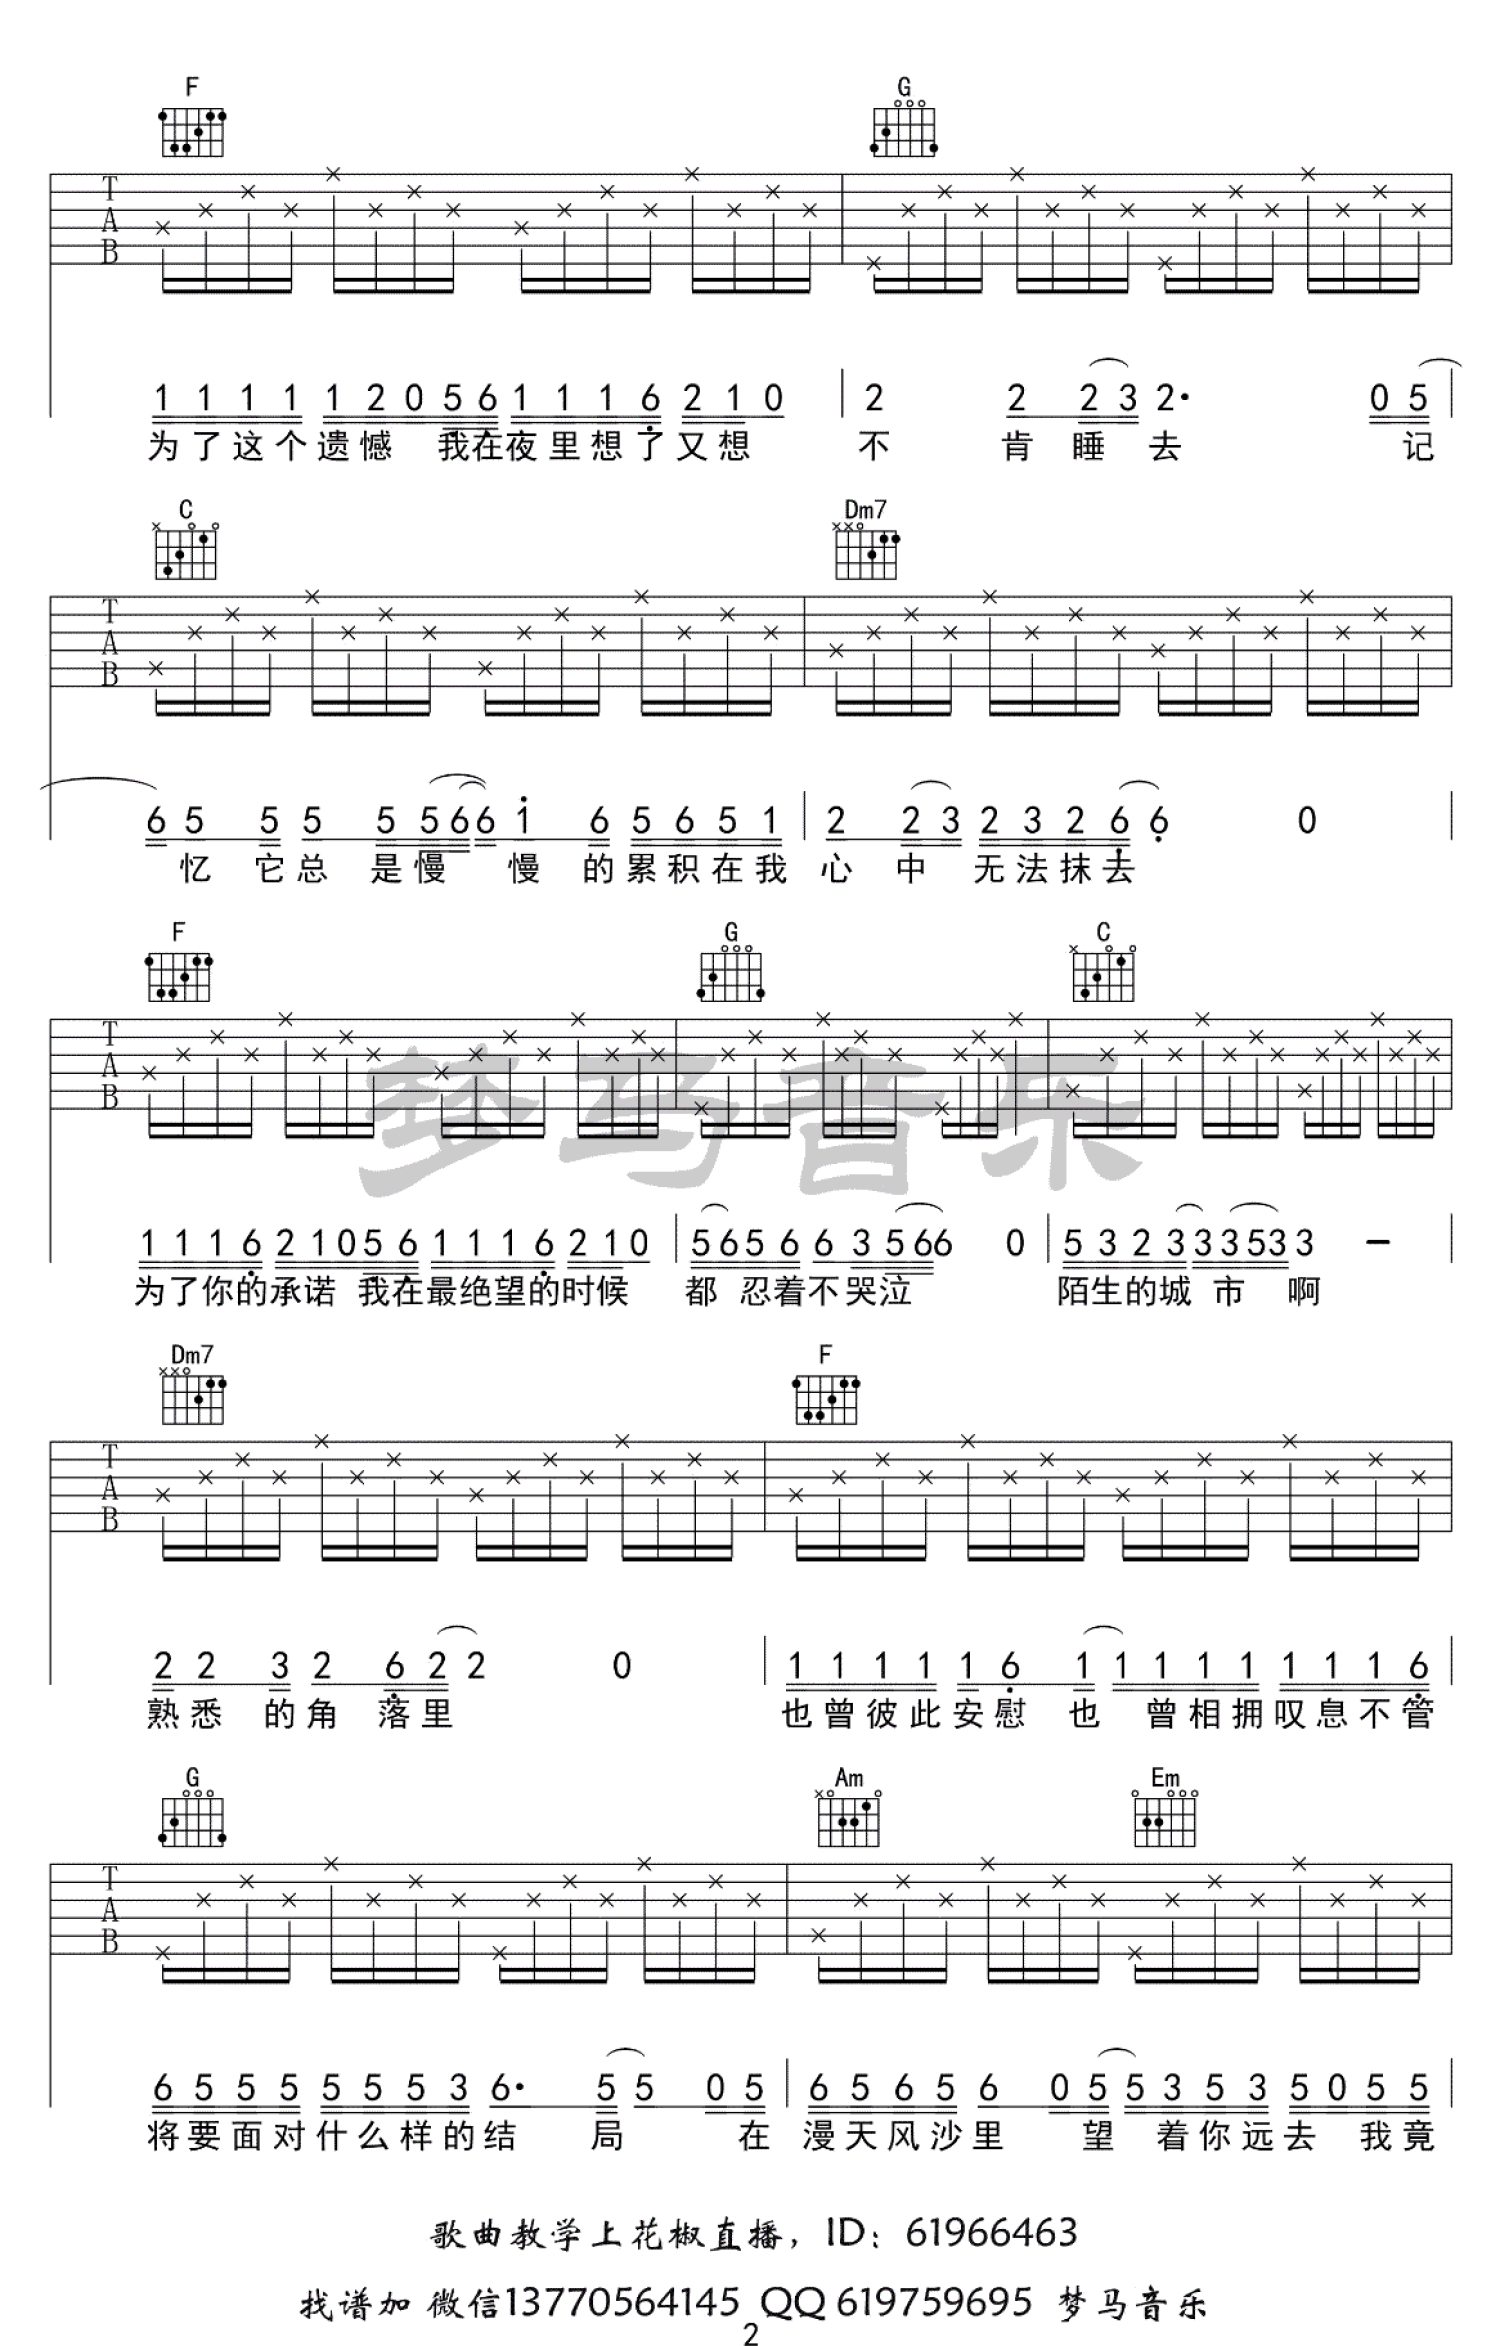 F G
T
A
B
1 1 1 1 1 2 0 5 6 1 1 1 6 2 1 0 2 2 2 3 2· 0 5
为了这个遗憾 我在夜里想了又想 不 肯 睡 去 记
C Dm7
T
A
B
6 5 5 5 5 5 6 6 1 6 5 6 5 1 2 2 3 2 3 2 6 6 0
忆 它总 是慢 慢 的累积在我 心 中 无法抹去
F G C
T
A
B
1 1 1 6 2 1 0 5 6 1 1 1 6 2 1 0 5 6 5 6 6 3 5 6 6 0 5 3 2 3 3 3 5 3 3 –
为了你的承诺 我在最绝望的时候 都 忍着不哭泣 陌生的城 市 啊
Dm7 F
T
A
B
2 2 3 2 6 2 2 0 1 1 1 1 1 6 1 1 1 1 1 1 1 1 6
熟悉 的角 落里 也曾彼此安慰 也 曾相拥叹息不管
G Am Em
T
A
B
6 5 5 5 5 5 5 3 6· 5 5 0 5 6 5 6 5 6 0 5 5 3 5 3 5 0 5 5
将要面对什么样的结 局 在 漫天风沙里 望 着你远去 我竟
梦马音乐
歌曲教学上花椒直播，ID：61966463
找谱加 微信13770564145 QQ 619759695 梦马音乐
2